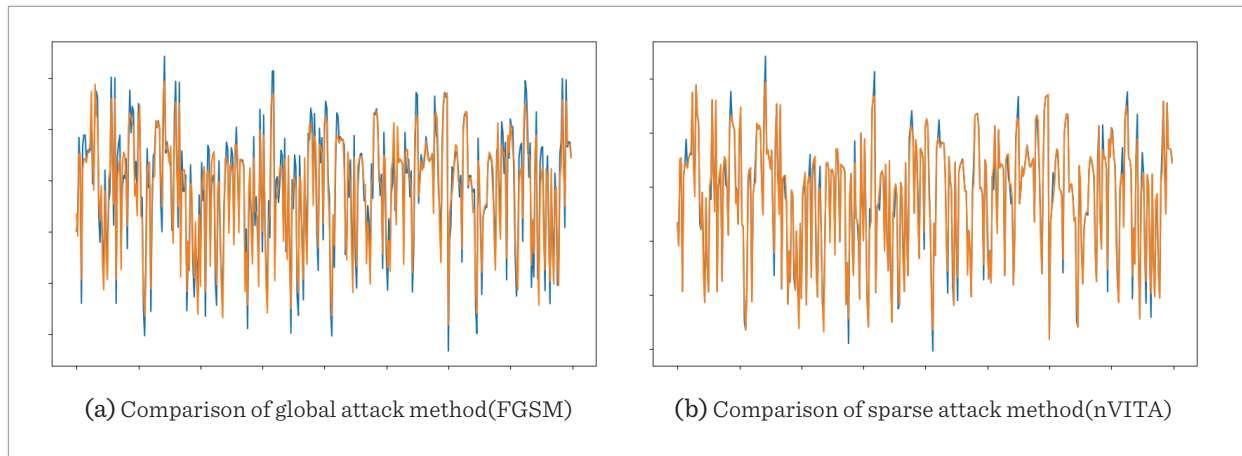 (a) Comparison of global attack method(FGSM)
(b) Comparison of sparse attack method(nVITA)